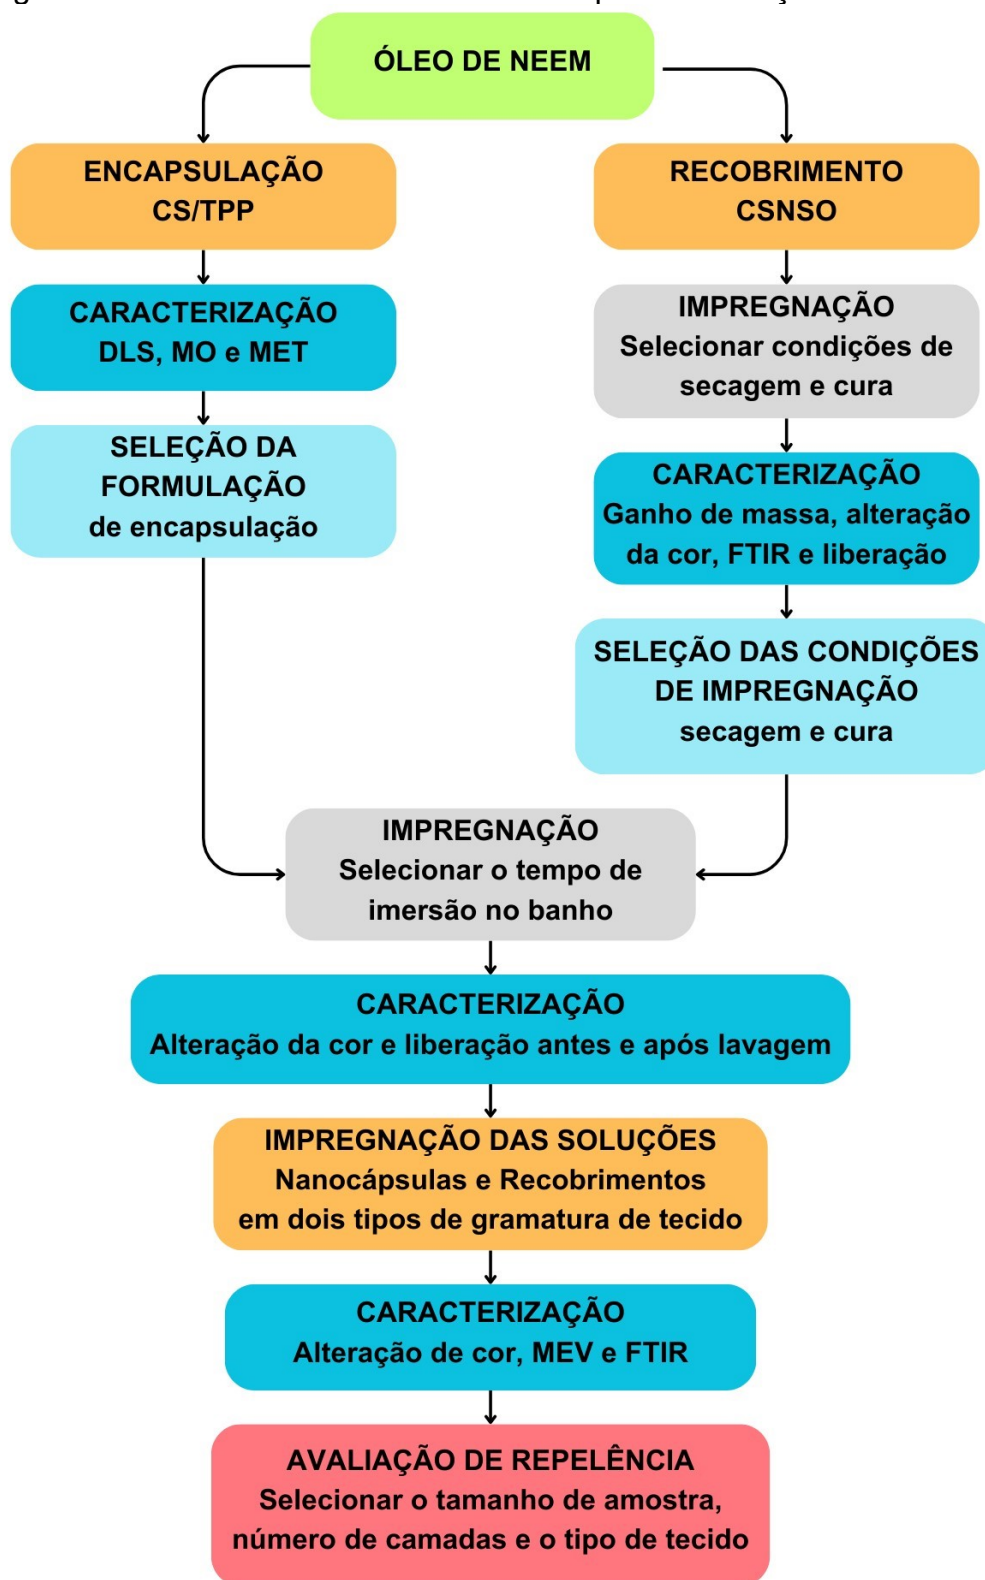 ÓLEO DE NEEM
ENCAPSULAÇÃO
CS/TPP
CARACTERIZAÇÃO
DLS, MO e MET
SELEÇÃO DA
FORMULAÇÃO
de encapsulação
RECOBRIMENTO
CSNSO
IMPREGNAÇÃO
Selecionar condições de
secagem e cura
CARACTERIZAÇÃO
Ganho de massa, alteração
da cor, FTIR e liberação
SELEÇÃO DAS CONDIÇÕES
DE IMPREGNAÇÃO
secagem e cura
IMPREGNAÇÃO
Selecionar o tempo de
imersão no banho
CARACTERIZAÇÃO
Alteração da cor e liberação antes e após lavagem
IMPREGNAÇÃO DAS SOLUÇÕES
Nanocápsulas e Recobrimentos
em dois tipos de gramatura de tecido
CARACTERIZAÇÃO
Alteração de cor, MEV e FTIR
AVALIAÇÃO DE REPELÊNCIA
Selecionar o tamanho de amostra,
número de camadas e o tipo de tecido